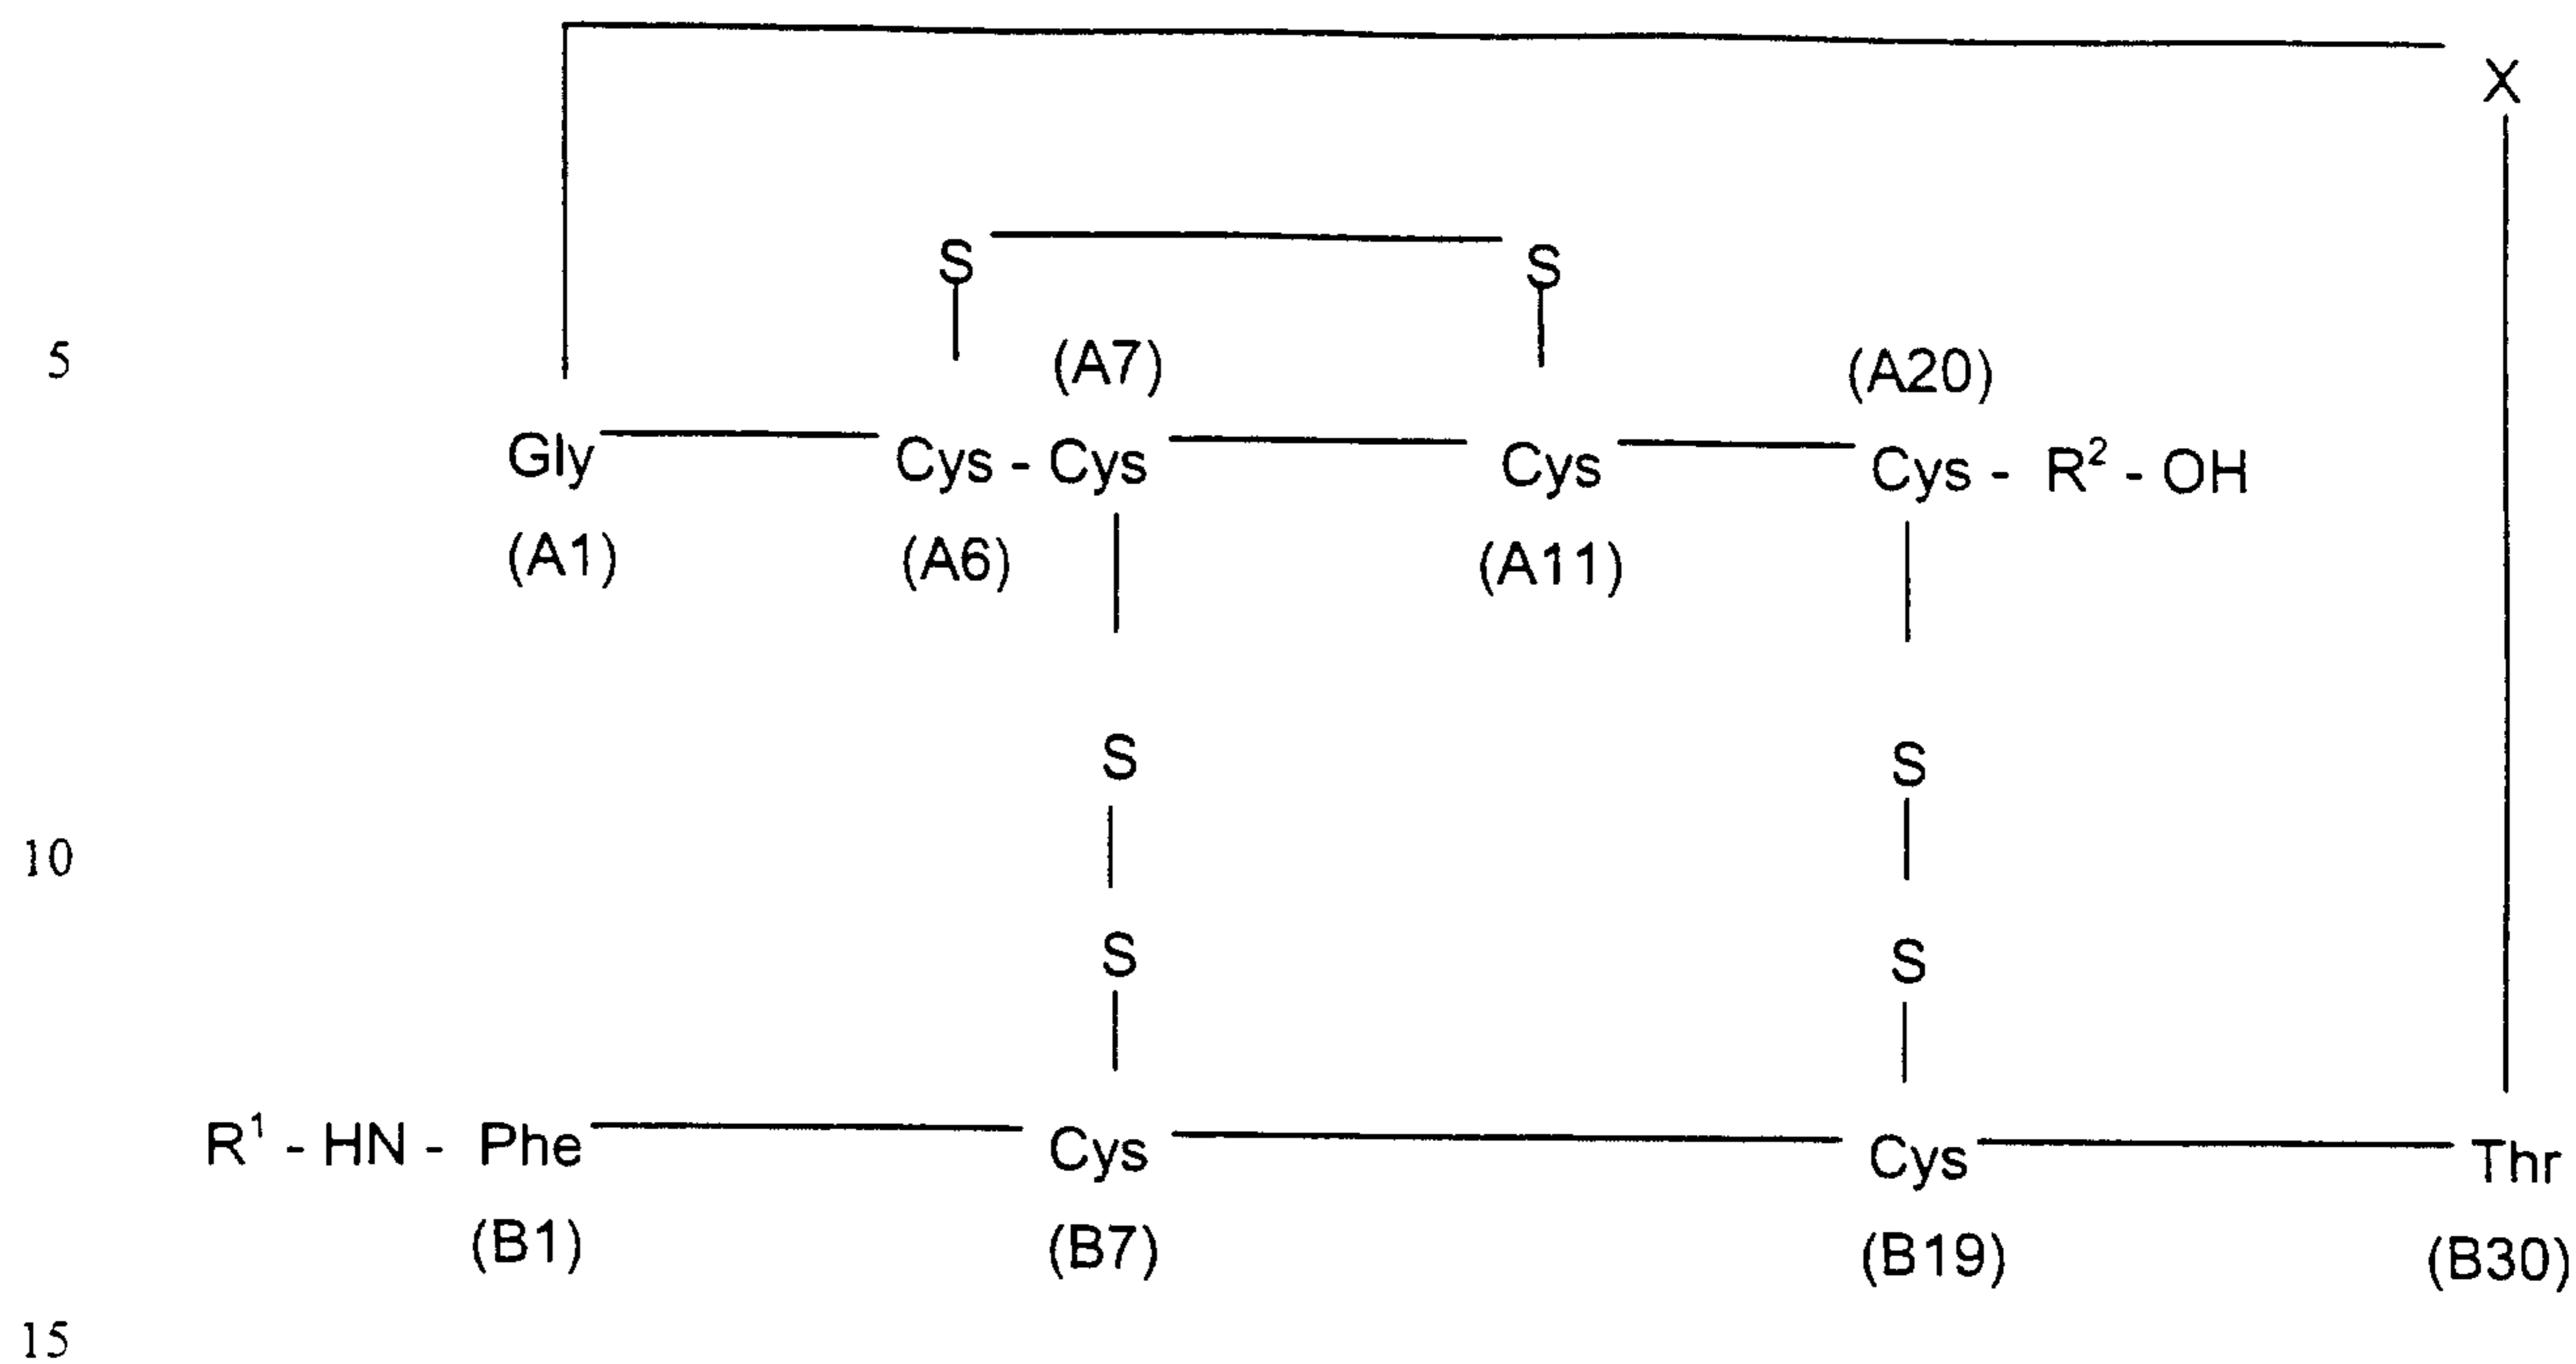 X
S S
5 (A7) (A20)
Gly Cys - Cys Cys Cys - R² - OH
(A1) (A6) (A11)
S S
10
S S
R¹ - HN - Phe Cys Cys Thr
(B1) (B7) (B19) (B30)
15